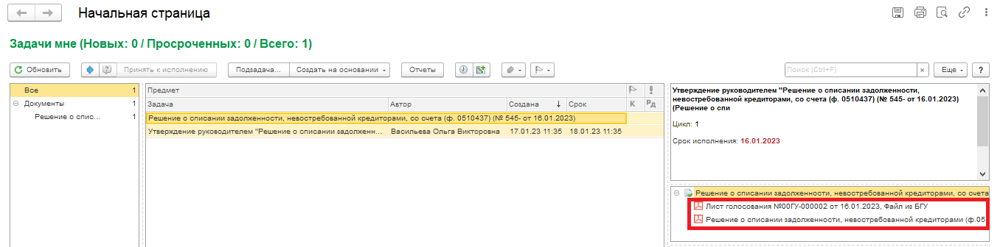 Начальная страница
Задачи мне (Новых: 0 / Просроченных: 0 / Всего: 1)
Обновить Принять к исполнению Подзадача... Создать на основании Отчеты Поиск (Ctrl+F) × Еще ?
Все 1
Документы 1
Решение о спис... 1
Предмет
Задача Автор Создана ↓ Срок К Рд
Решение о списании задолженности, невостребованной кредиторами, со счета (ф. 0510437) (№ 545- от 16.01.2023)
Утверждение руководителем "Решение о списании задолженн... Васильева Ольга Викторовна 17.01.23 11:35 18.01.23 11:35
Утверждение руководителем "Решение о списании задолженности,
невостребованной кредиторами, со счета (ф. 0510437) (№ 545- от 16.01.2023)
(Решение о спи
Цикл: 1
Срок исполнения: 16.01.2023
Решение о списании задолженности, невостребованной кредиторами, со счета
Лист голосования №00ГУ-000002 от 16.01.2023, Файл из БГУ
Решение о списании задолженности, невостребованной кредиторами (ф.05